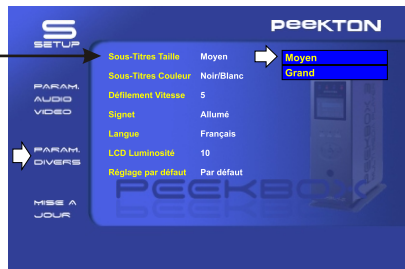 S
SETUP
PEEKTON
Sous-Titres Taille Moyen
Moyen
Sous-Titres Couleur Noir/Blanc
Grand
PARAM.
AUDIO
VIDEO
Défilement Vitesse 5
Signet Allumé
Langue Français
PARAM.
DIVERS
LCD Luminosité 10
Réglage par défaut Par défaut
PEEKBOX
MISE A
JOUR